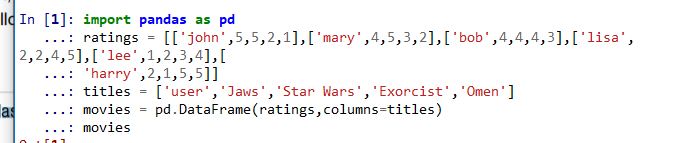 In [1]: import pandas as pd
   ...: ratings = [['john',5,5,2,1],['mary',4,5,3,2],['bob',4,4,4,3],['lisa',
2,2,4,5],['lee',1,2,3,4],[
   ...: 'harry',2,1,5,5]]
   ...: titles = ['user','Jaws','Star Wars','Exorcist','Omen']
   ...: movies = pd.DataFrame(ratings,columns=titles)
   ...: movies